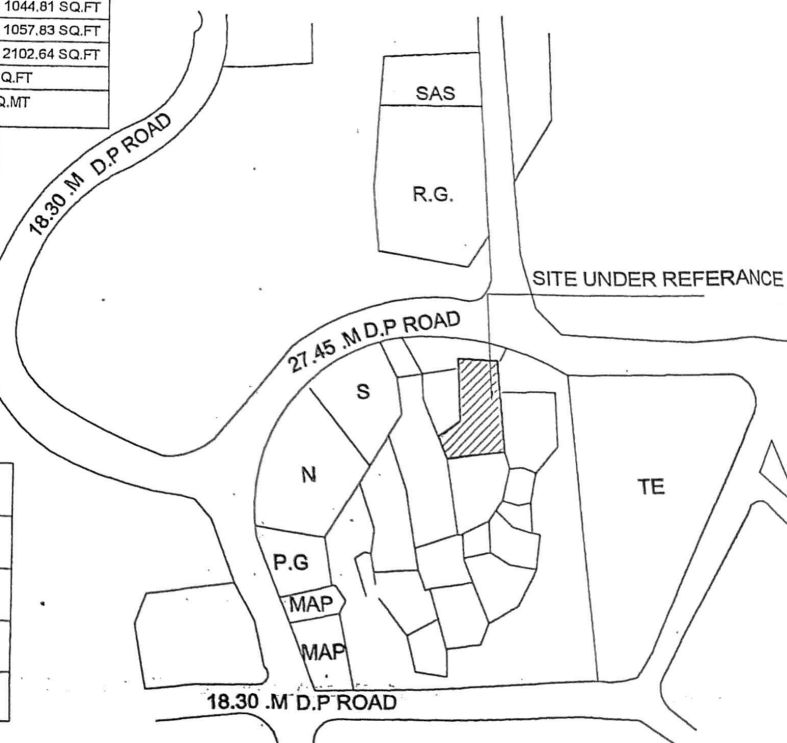 1044.81 SQ.FT
1057.83 SQ.FT
2102.64 SQ.FT
Q.FT
Q.MT
SAS
18.30 .M D.P ROAD
R.G.
SITE UNDER REFERANCE
27.45 .M D.P ROAD
S
N
TE
P.G
MAP
MAP
18.30 .M D.P ROAD